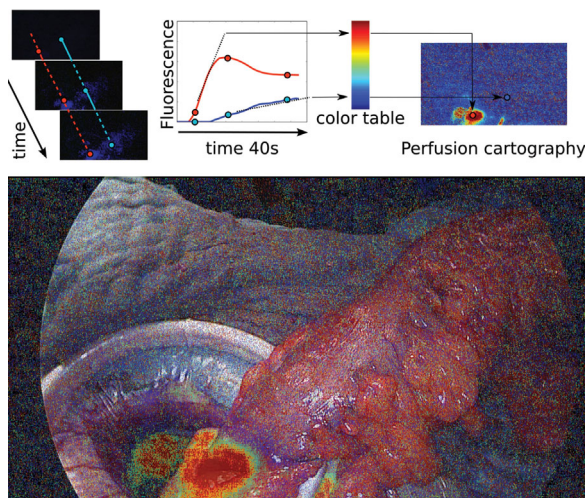 time
Fluorescence
time 40s
color table
Perfusion cartography